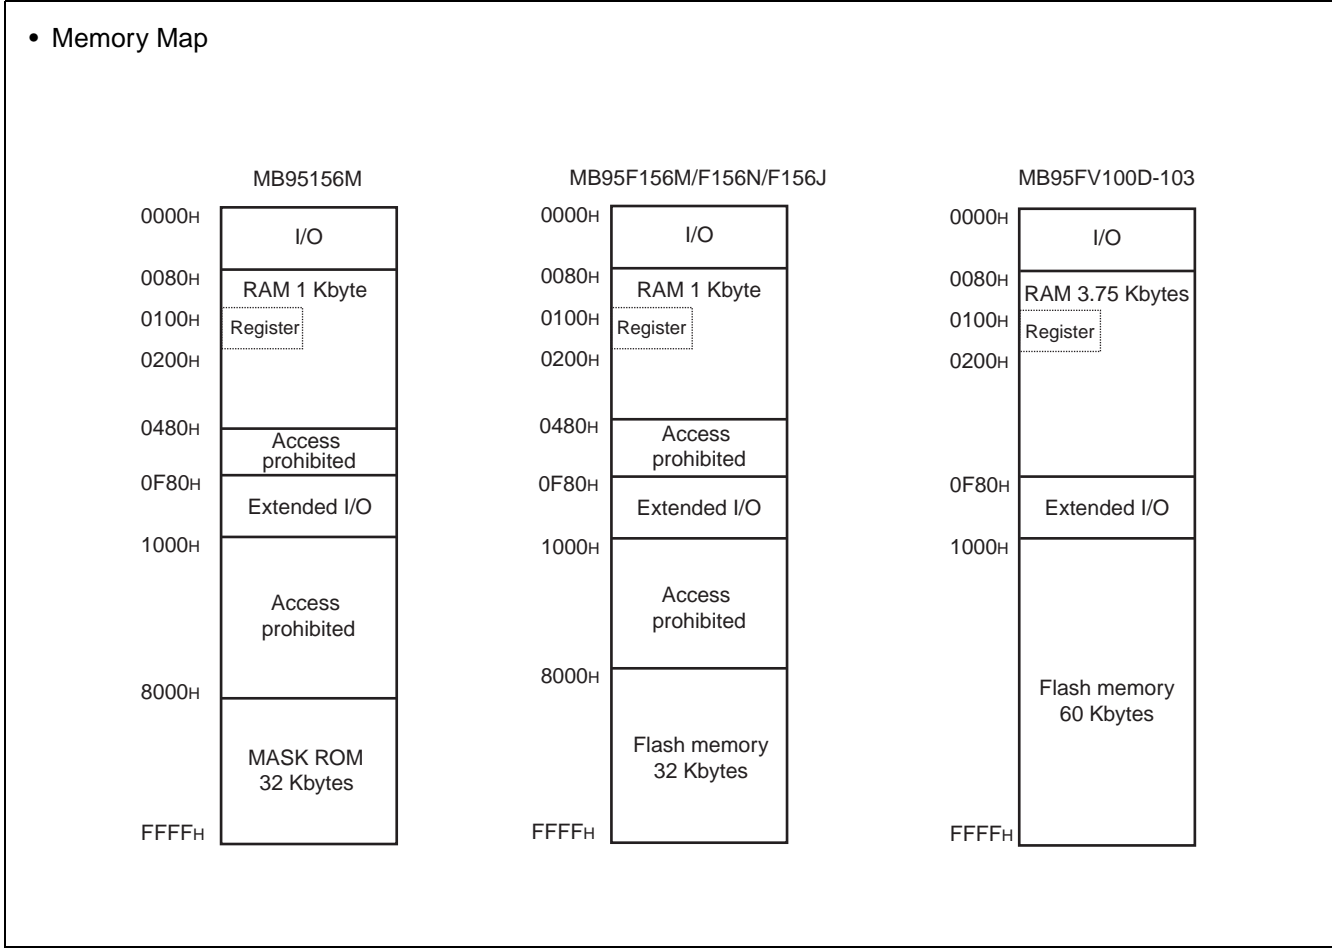 • Memory Map
MB95156M
0000H
I/O
0080H
RAM 1 Kbyte
0100H
Register
0200H
0480H
Access
prohibited
0F80H
Extended I/O
1000H
Access
prohibited
8000H
MASK ROM
32 Kbytes
FFFFH
MB95F156M/F156N/F156J
0000H
I/O
0080H
RAM 1 Kbyte
0100H
Register
0200H
0480H
Access
prohibited
0F80H
Extended I/O
1000H
Access
prohibited
8000H
Flash memory
32 Kbytes
FFFFH
MB95FV100D-103
0000H
I/O
0080H
RAM 3.75 Kbytes
0100H
Register
0200H
0F80H
Extended I/O
1000H
Flash memory
60 Kbytes
FFFFH